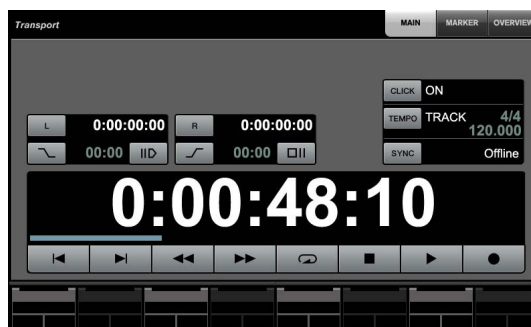 Transport
MAIN MARKER OVERVIEW
CLICK ON
TEMPO TRACK 4/4
120.000
SYNC Offline
L 0:00:00:00 R 0:00:00:00
00:00 00:00
0:00:48:10